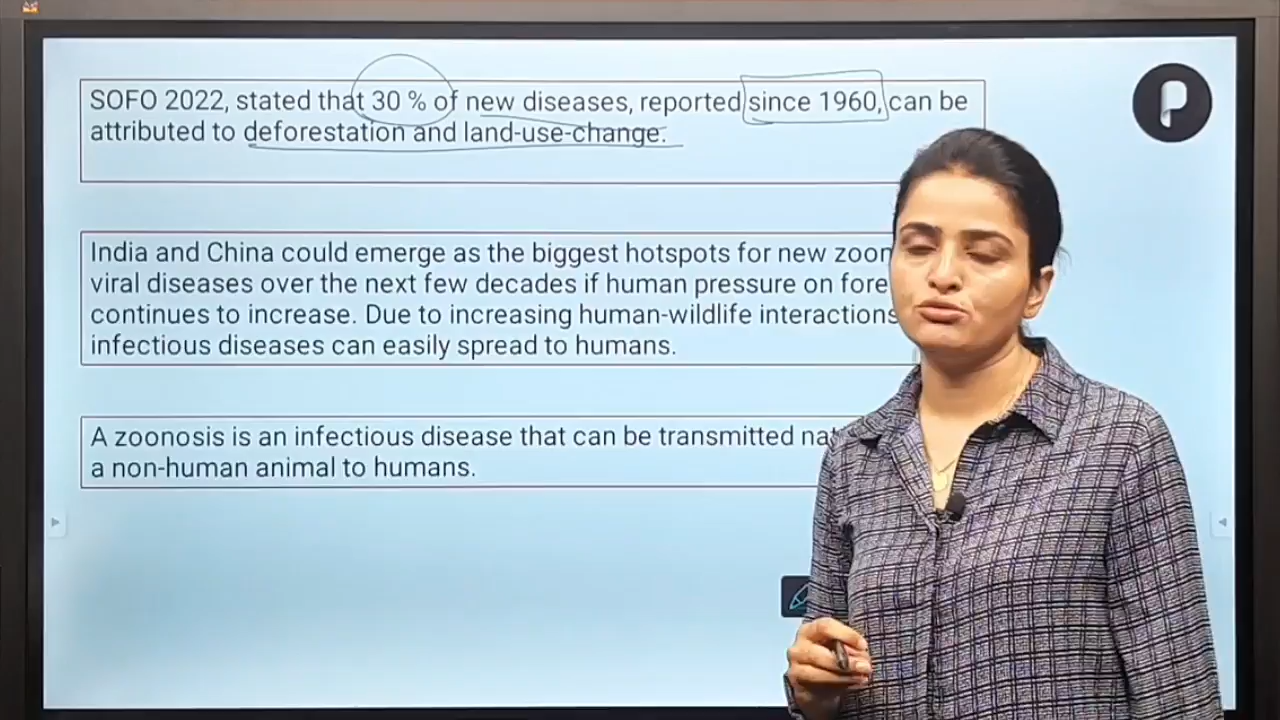 SOFO 2022, stated that 30 % of new diseases, reported since 1960, can be
attributed to deforestation and land-use-change.
India and China could emerge as the biggest hotspots for new
viral diseases over the next few decades if human pressure on
continues to increase. Due to increasing human-wildlife interactions
infectious diseases can easily spread to humans.
A zoonosis is an infectious disease that can be transmitted
a non-human animal to humans.